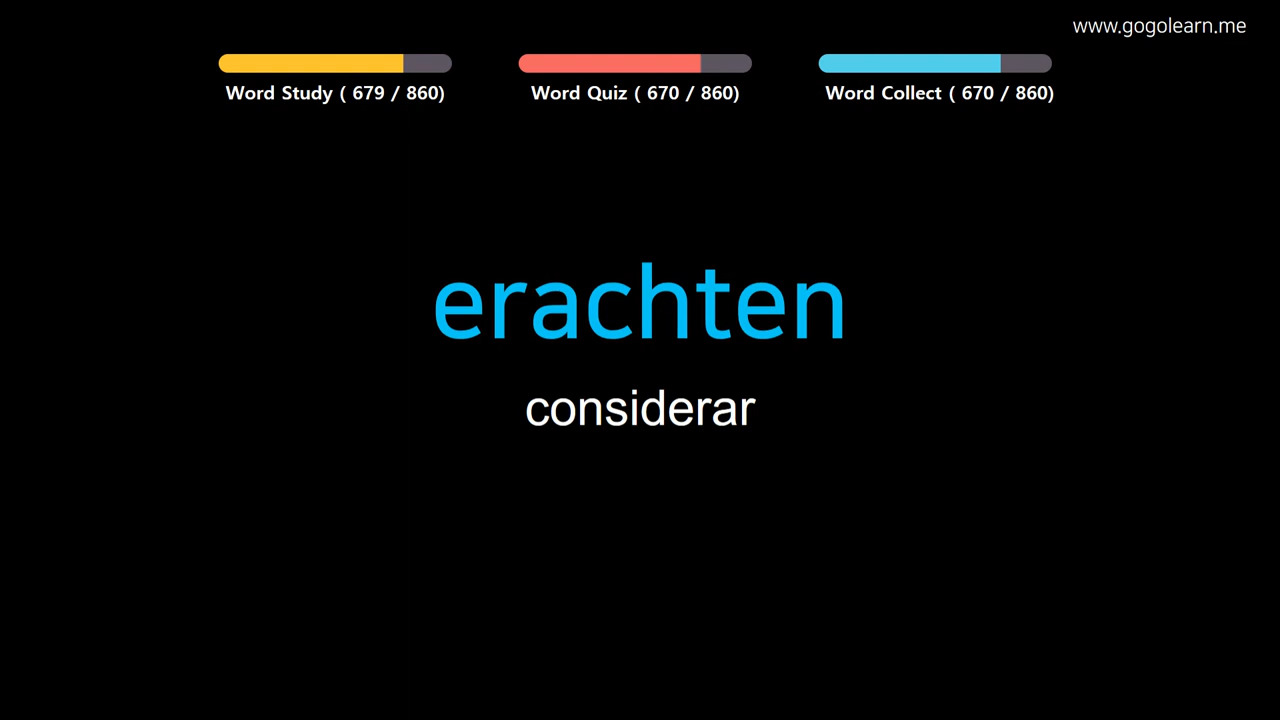 www.gogolearn.me
Word Study ( 679 / 860)
Word Quiz ( 670 / 860)
Word Collect ( 670 / 860)
erachten
considerar